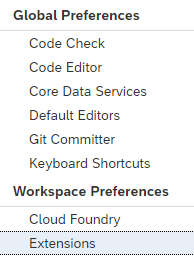 Global Preferences
Code Check
Code Editor
Core Data Services
Default Editors
Git Committer
Keyboard Shortcuts
Workspace Preferences
Cloud Foundry
Extensions